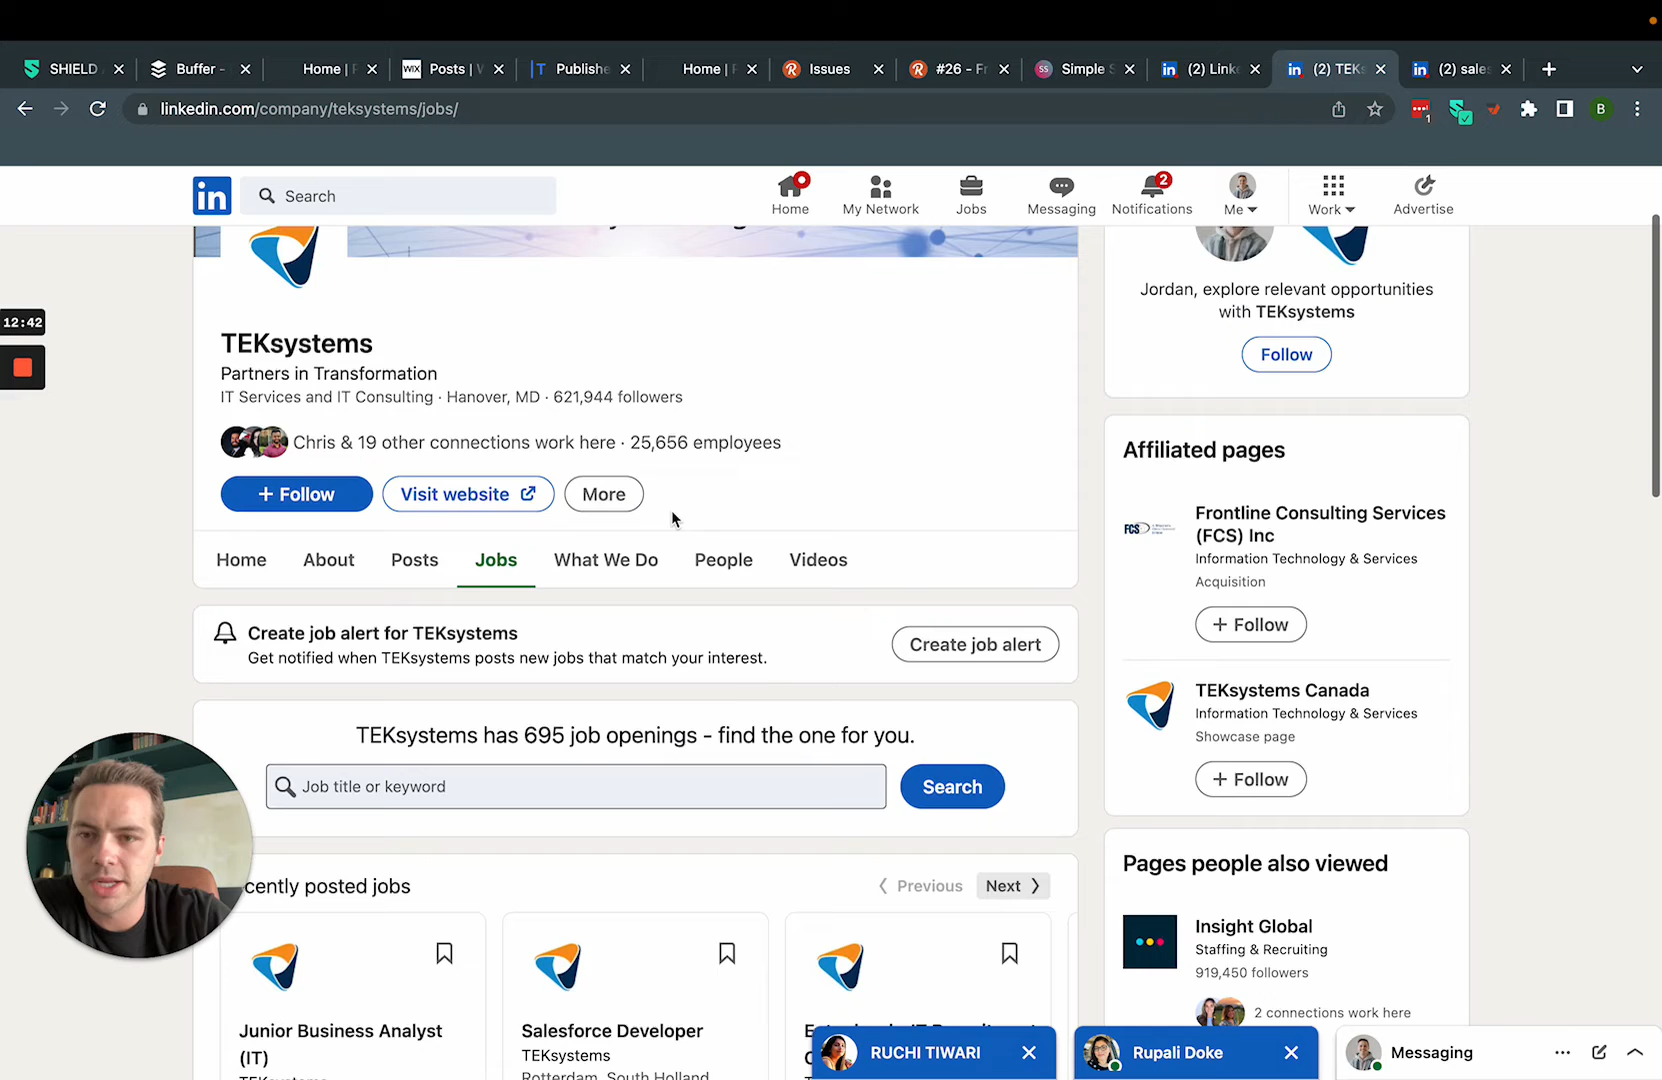 SHIELD
Buffer -
Home | F
WIX
Posts | W
Publishe
Home | F
Issues
#26 - Fr
Simple S
(2) Linke
(2) TEKs
(2) sales
linkedin.com/company/teksystems/jobs/
1
B
in
Search
Home
My Network
Jobs
Messaging
2
Notifications
Me
Work
Advertise
12:42
TEKsystems
Partners in Transformation
IT Services and IT Consulting · Hanover, MD · 621,944 followers
Chris & 19 other connections work here · 25,656 employees
+ Follow
Visit website
More
Home
About
Posts
Jobs
What We Do
People
Videos
Create job alert for TEKsystems
Get notified when TEKsystems posts new jobs that match your interest.
Create job alert
TEKsystems has 695 job openings - find the one for you.
Job title or keyword
Search
cently posted jobs
Previous
Next
Junior Business Analyst
(IT)
Salesforce Developer
TEKsystems
Rotterdam, South Holland
Jordan, explore relevant opportunities
with TEKsystems
Follow
Affiliated pages
FCS
Frontline Consulting Services
(FCS) Inc
Information Technology & Services
Acquisition
+ Follow
TEKsystems Canada
Information Technology & Services
Showcase page
+ Follow
Pages people also viewed
Insight Global
Staffing & Recruiting
919,450 followers
2 connections work here
RUCHI TIWARI
Rupali Doke
Messaging